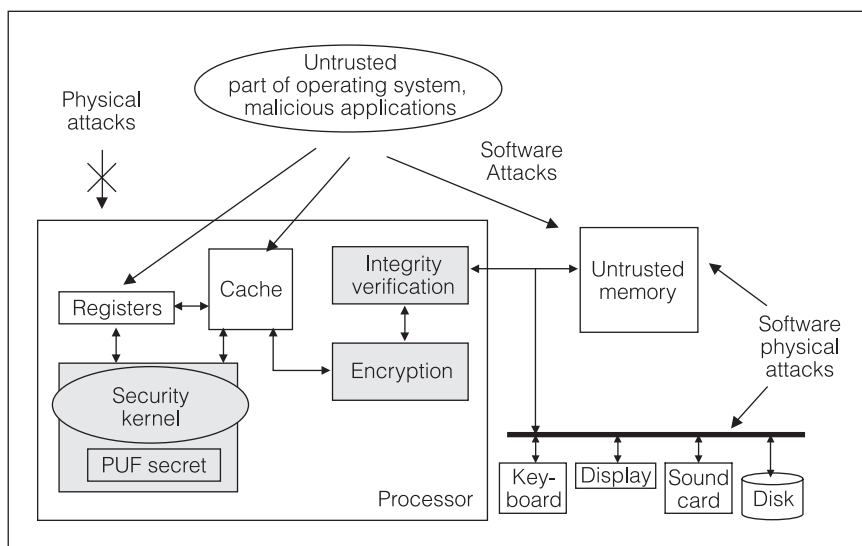 Untrusted
part of operating system,
malicious applications
Physical
attacks
Software
Attacks
Registers
Cache
Integrity
verification
Untrusted
memory
Encryption
Software
physical
attacks
Security
kernel
PUF secret
Processor
Key-
board
Display
Sound
card
Disk